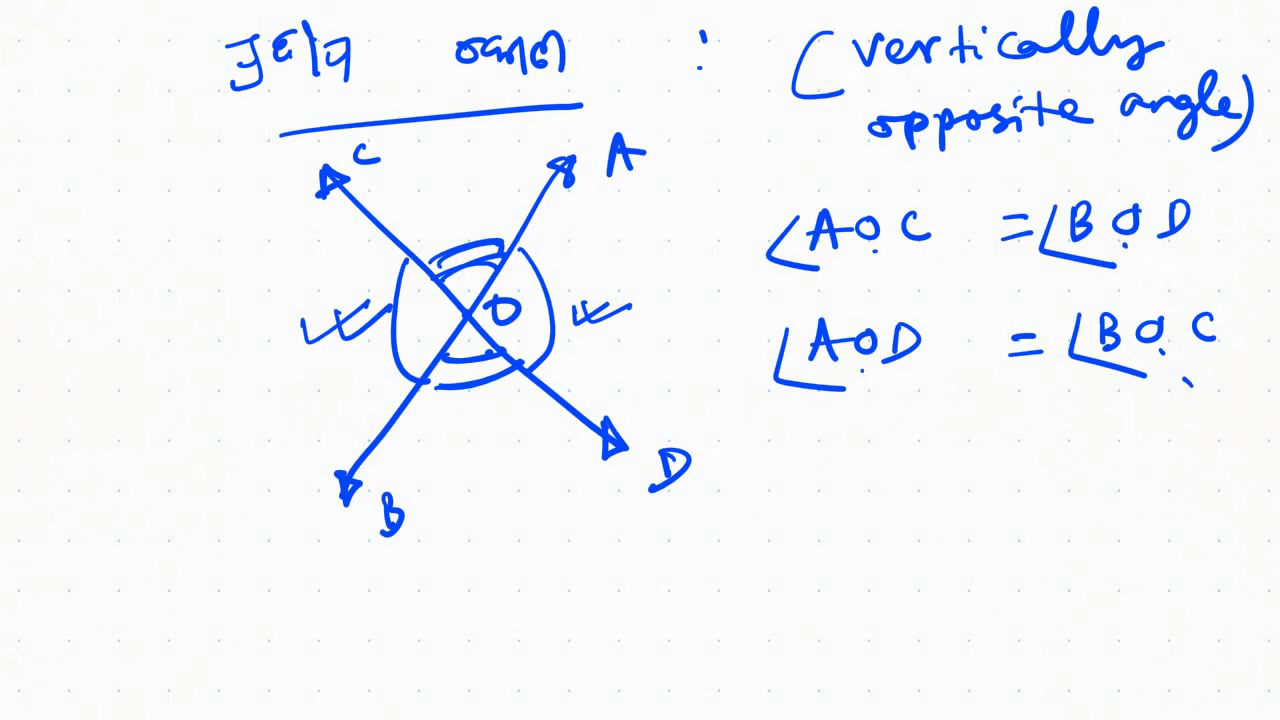 : (vertically
opposite angle)
C A
∠AOC = ∠BOD
O
∠AOD = ∠BOC
D
B